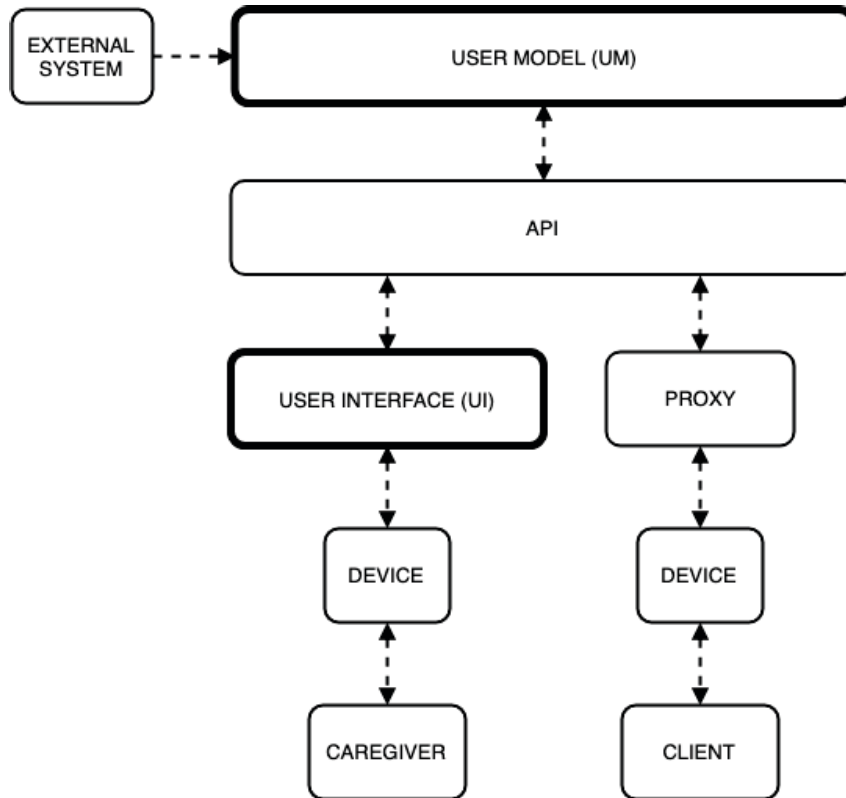 EXTERNAL
SYSTEM
USER MODEL (UM)
API
USER INTERFACE (UI)
PROXY
DEVICE
DEVICE
CAREGIVER
CLIENT